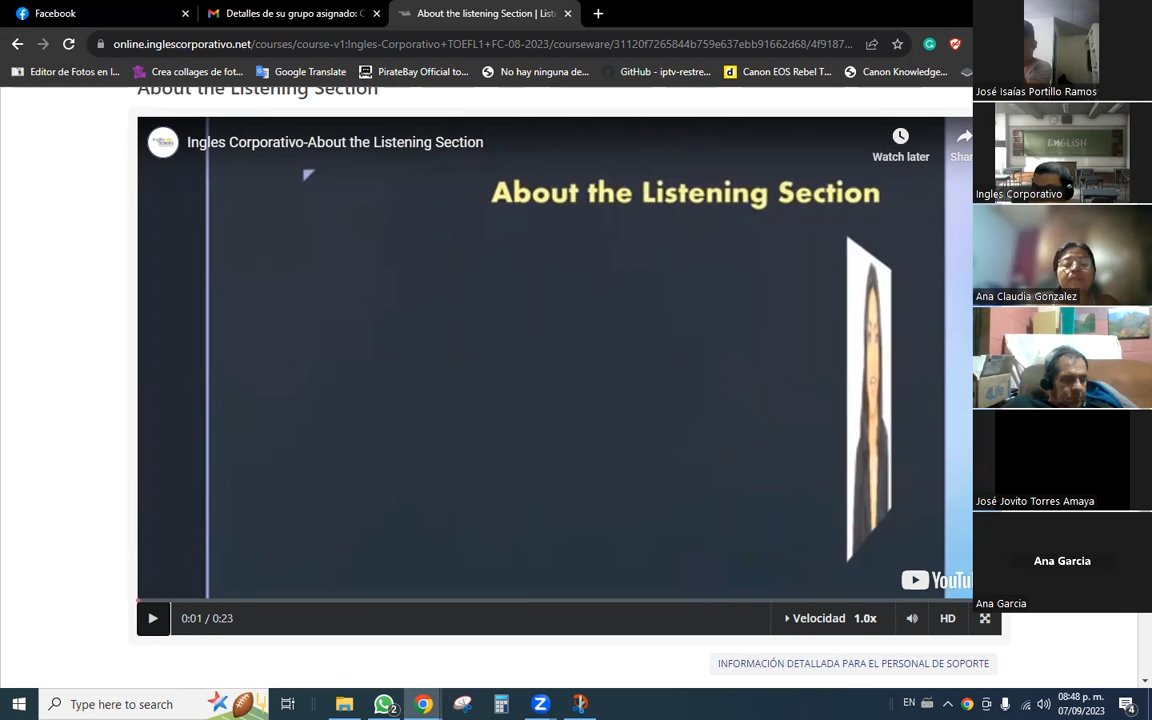 Facebook
Detalles de su grupo asignado: C
About the listening Section | List
online.inglescorporativo.net/courses/course-v1:Ingles-Corporativo+TOEFL1+FC-08-2023/courseware/31120f7265844b759e637ebb91662d68/4f9187...
Editor de Fotos en l...
Crea collages de fot...
Google Translate
PirateBay Official to...
No hay ninguna de...
GitHub - iptv-restre...
Canon EOS Rebel T...
Canon Knowledge...
About the Listening Section
Ingles Corporativo-About the Listening Section
Watch later
Shar
About the Listening Section
YouTu
0:01 / 0:23
Velocidad 1.0x
HD
INFORMACIÓN DETALLADA PARA EL PERSONAL DE SOPORTE
José Isaías Portillo Ramos
ENGLISH
Ingles Corporativo
Ana Claudia Gonzalez
José Jovito Torres Amaya
Ana Garcia
Ana Garcia
Type here to search
2
EN
08:48 p. m.
07/09/2023
4